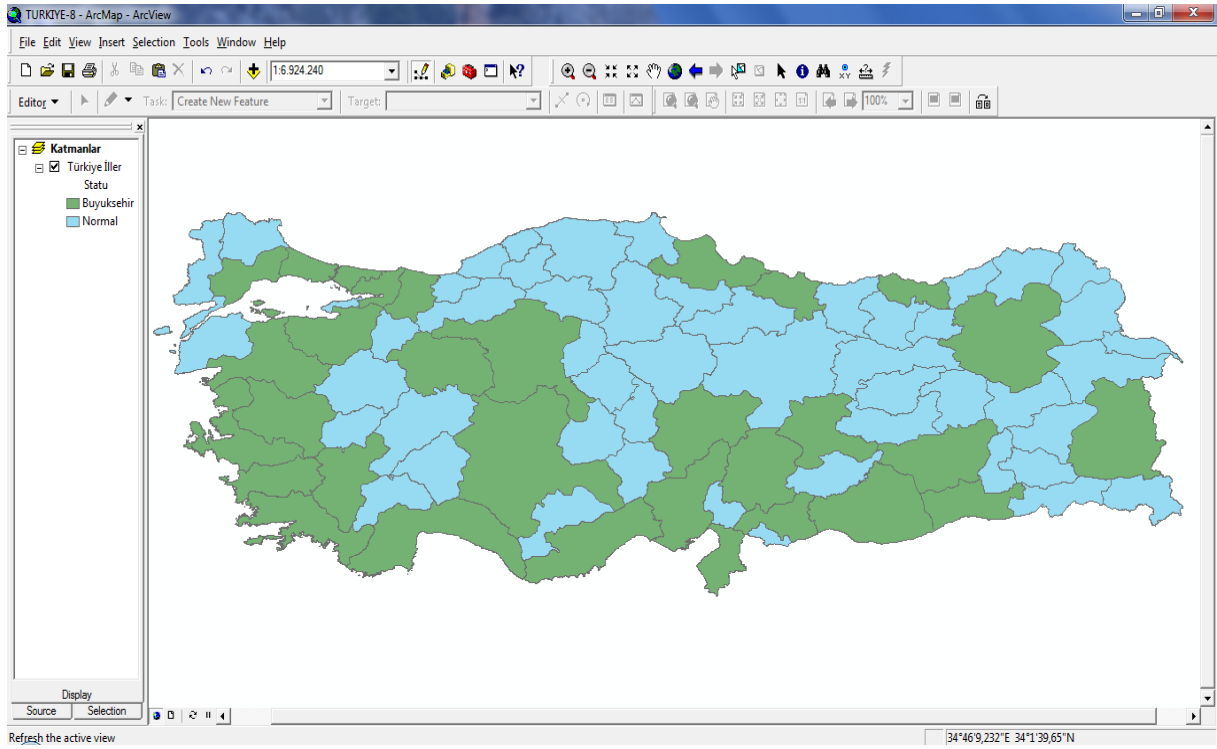 TURKIYE-8 - ArcMap - ArcView
File Edit View Insert Selection Tools Window Help
1:6.924.240
Editor Task: Create New Feature Target: 100%
Katmanlar
Türkiye İller
Statu
Buyuksehir
Normal
Display
Source Selection
Refresh the active view 34°46'9,232"E 34°1'39,65"N